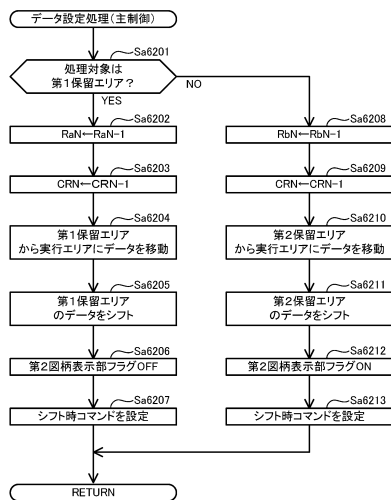 データ設定処理(主制御)
Sa6201
処理対象は
第1保留エリア?
NO
YES
Sa6202
RaN←RaN-1
Sa6203
CRN←CRN-1
Sa6204
第1保留エリア
から実行エリアにデータを移動
Sa6205
第1保留エリア
のデータをシフト
Sa6206
第2図柄表示部フラグOFF
Sa6207
シフト時コマンドを設定
Sa6208
RbN←RbN-1
Sa6209
CRN←CRN-1
Sa6210
第2保留エリア
から実行エリアにデータを移動
Sa6211
第2保留エリア
のデータをシフト
Sa6212
第2図柄表示部フラグON
Sa6213
シフト時コマンドを設定
RETURN